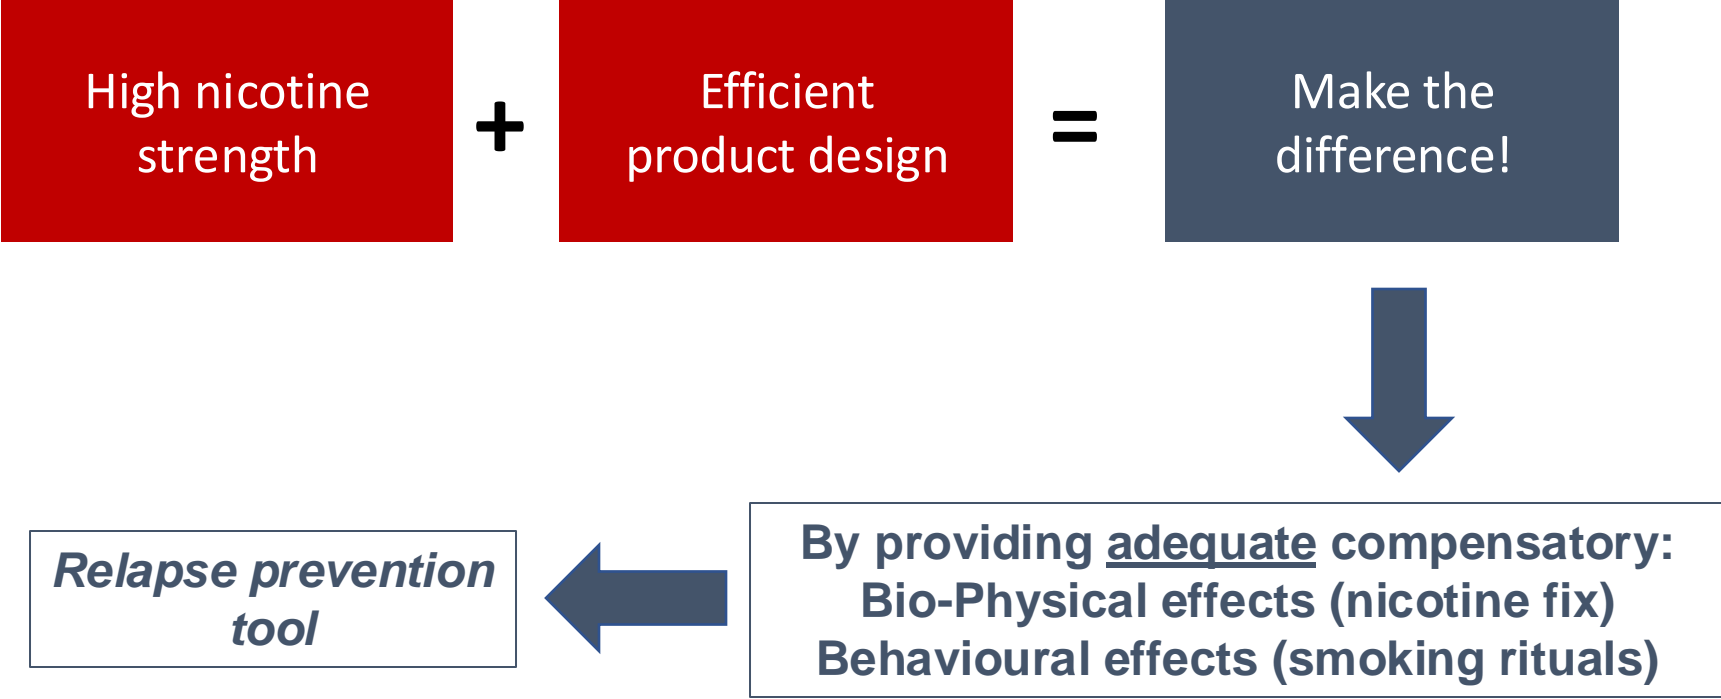 High nicotine
strength
+
Efficient
product design
=
Make the
difference!
By providing adequate compensatory:
Bio-Physical effects (nicotine fix)
Behavioural effects (smoking rituals)
Relapse prevention
tool